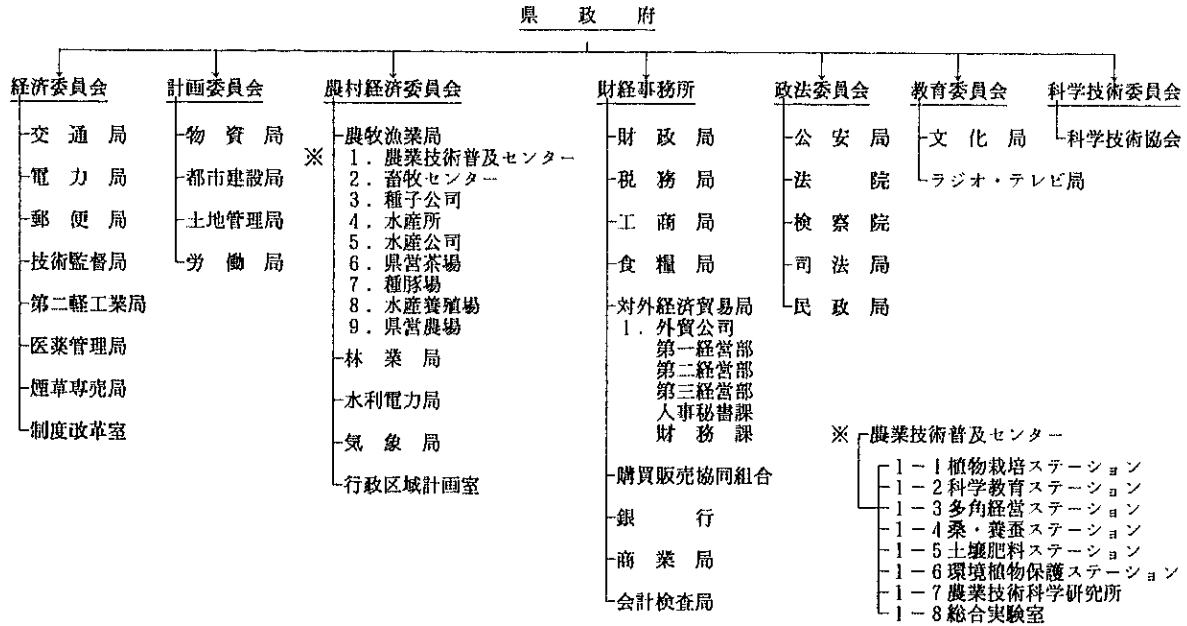 県政府
経済委員会
交通局
電力局
郵便局
技術監督局
第二軽工業局
医薬管理局
煙草専売局
制度改革室
計画委員会
物資局
都市建設局
土地管理局
労働局
農村経済委員会
農牧漁業局
※ 1．農業技術普及センター
2．畜牧センター
3．種子公司
4．水産所
5．水産公司
6．県営茶場
7．種豚場
8．水産養殖場
9．県営農場
林業局
水利電力局
気象局
行政区域計画室
財経事務所
財政局
税務局
工商局
食糧局
対外経済貿易局
1．外貿公司
第一経営部
第二経営部
第三経営部
人事秘書課
財務課
購買販売協同組合
銀行
商業局
会計検査局
政法委員会
公安局
法院
検察院
司法局
民政局
教育委員会
文化局
ラジオ・テレビ局
科学技術委員会
科学技術協会
※ 農業技術普及センター
1－1植物栽培ステーション
1－2科学教育ステーション
1－3多角経営ステーション
1－4桑・養蚕ステーション
1－5土壌肥料ステーション
1－6環境植物保護ステーション
1－7農業技術科学研究所
1－8総合実験室